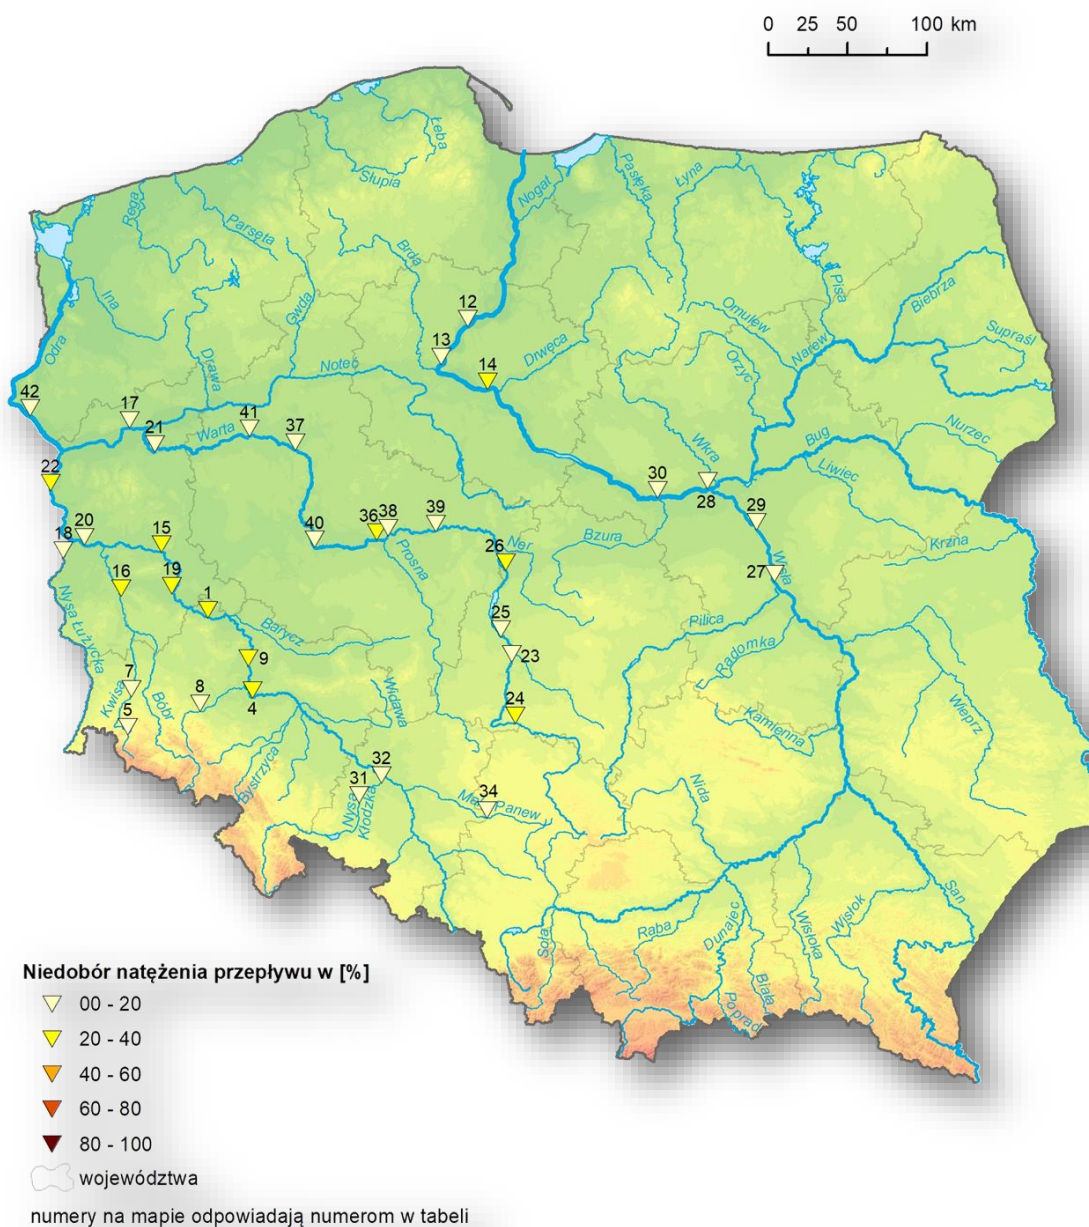 0 25 50 100 km
Łeba
Słupia
Rega
Parsęta
Nogat
Pasłęka
Łyna
Brda
Ina
Gwda
Pisa
Biebrza
Odra
Drawa
12
Omulew
Supraśl
13
Drwęca
Narew
Orzyc
Noteć
14
42
17
41
37
21
Warta
Wkra
Bug
Nurzec
Liwiec
22
30
28
39
29
20
18
15
36
38
40
Prosna
Bzura
Krzna
26
Ner
16
19
1
27
Wisła
Nysa Łużycka
25
Barycz
Pilica
23
Radomka
9
7
8
4
Kwisa
Bóbr
Widawa
24
Wieprz
5
Kamienna
Bystrzyca
32
31
Nysa
Kłodzka
34
Mała Panew
Nida
San
Soła
Raba
Dunajec
Wisłoka
Wisłok
Biała
Poprad
Niedobór natężenia przepływu w [%]
00 - 20
20 - 40
40 - 60
60 - 80
80 - 100
województwa
numery na mapie odpowiadają numerom w tabeli